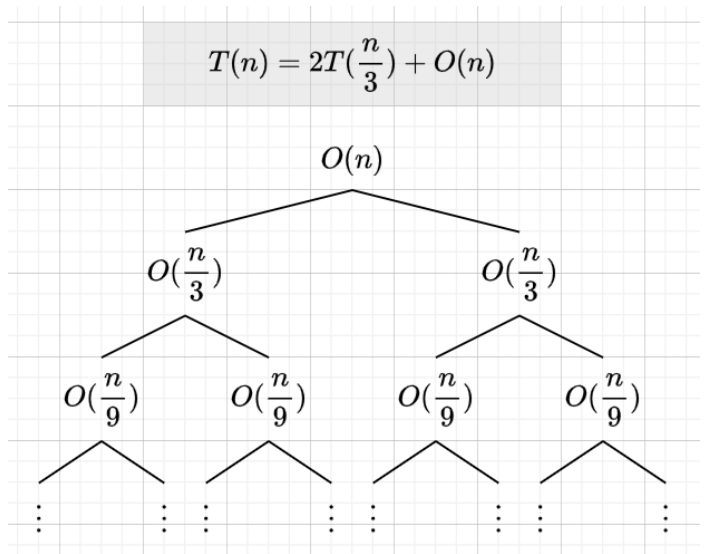 T(n) = 2T(n/3) + O(n)
O(n)
O(n/3) O(n/3)
O(n/9) O(n/9) O(n/9) O(n/9)
⋮ ⋮ ⋮ ⋮ ⋮ ⋮ ⋮ ⋮